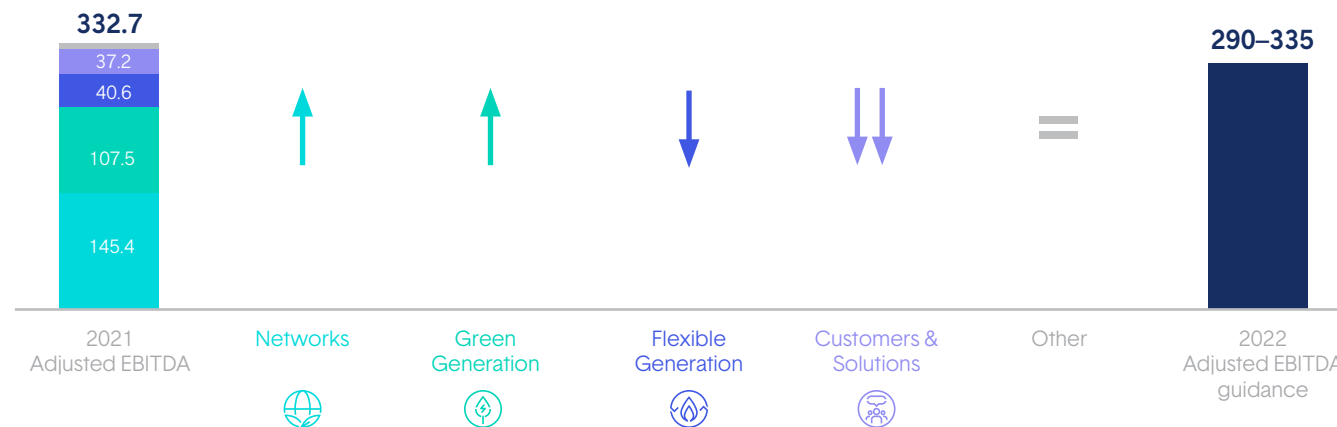 332.7
37.2
40.6
107.5
145.4
290–335
2021
Adjusted EBITDA
Networks
Green
Generation
Flexible
Generation
Customers &
Solutions
Other
2022
Adjusted EBITDA
guidance